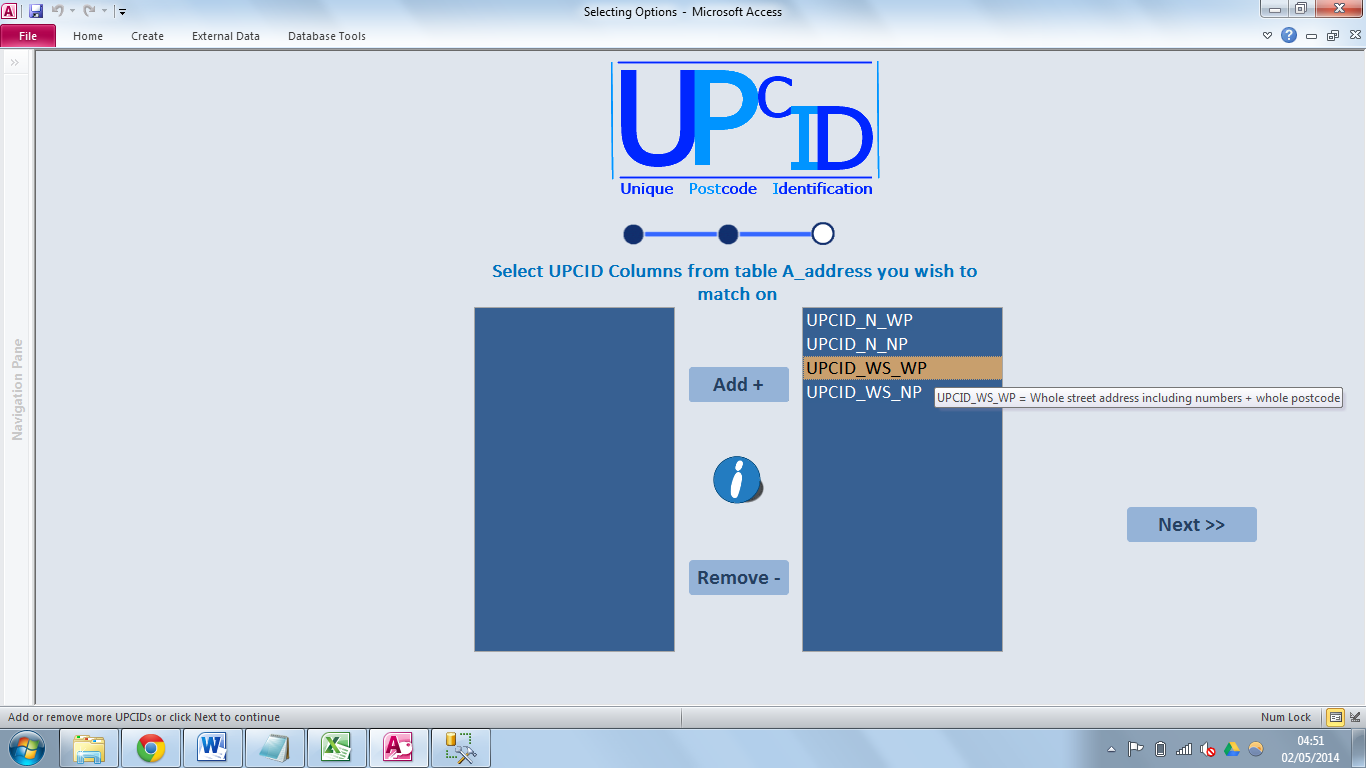 Selecting Options - Microsoft Access
File Home Create External Data Database Tools
Navigation Pane
UPCID
Unique Postcode Identification
Select UPCID Columns from table A_address you wish to
match on
UPCID_N_WP
UPCID_N_NP
UPCID_WS_WP
UPCID_WS_NP
UPCID_WS_WP = Whole street address including numbers + whole postcode
Add +
i
Next >>
Remove -
Add or remove more UPCIDs or click Next to continue
Num Lock
04:51
02/05/2014